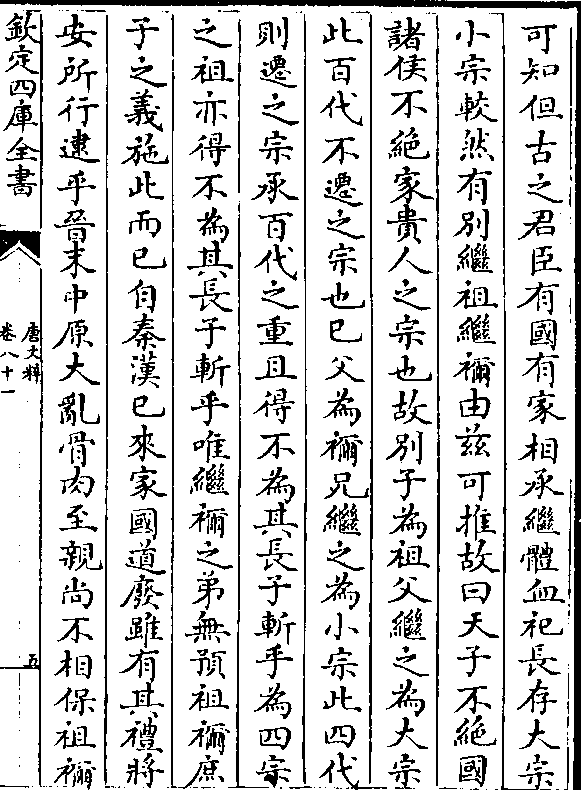 可知但古之君臣有國有家相承繼體血祀長存大宗
小宗較然有別繼祖繼禰由兹可推故曰天子不絶國
諸侯不絶家貴人之宗也故别子為祖父繼之為大宗
此百代不遷之宗也已父為禰兄繼之為小宗此四代
則遷之宗承百代之重且得不為其長子斬乎為四宗
之祖亦得不為其長子斬乎唯繼禰之弟無預祖禰庶
子之義施此而已自秦漢已來家國道廢雖有其禮將
安所行逮乎晉末中原大亂骨肉至親尚不相保祖禰
欽定四庫全書
唐文粹
卷八十一
五